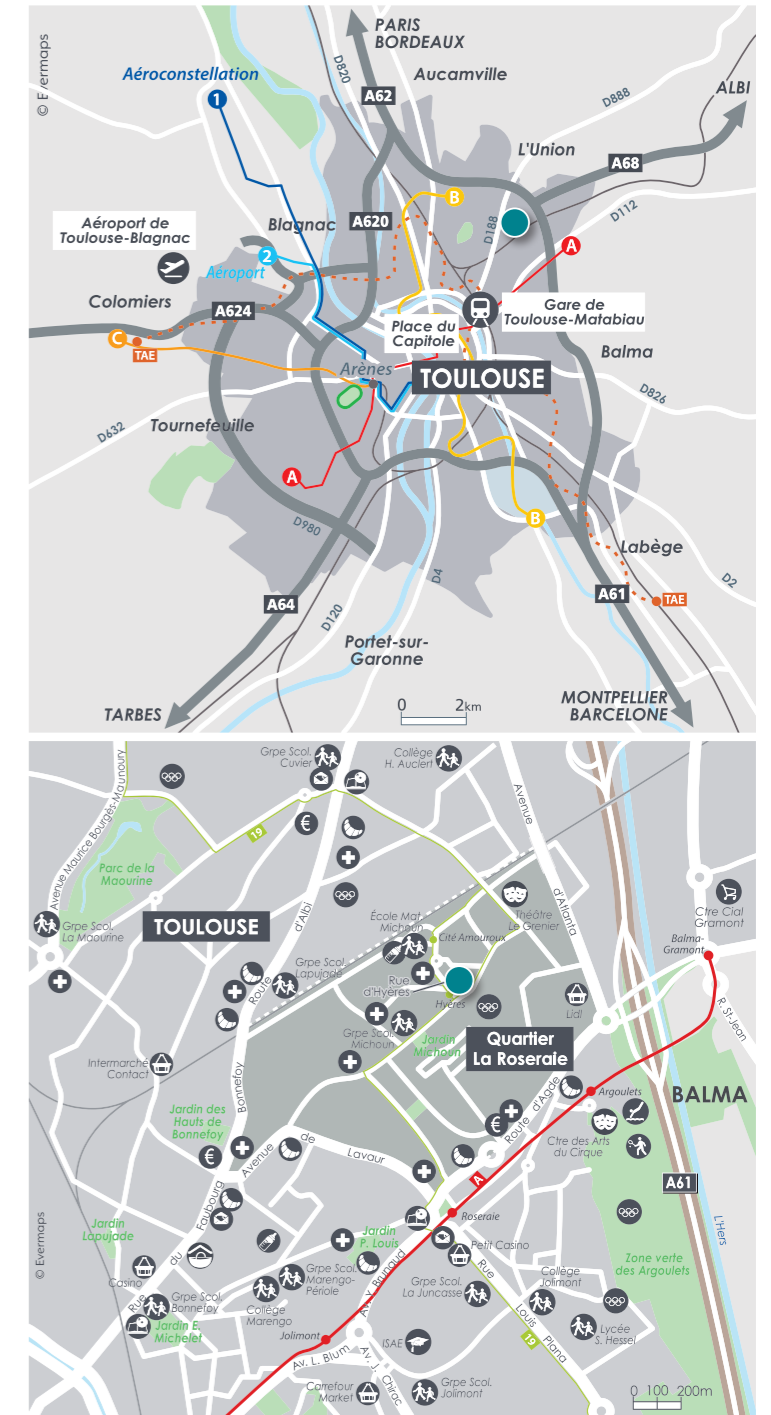 © Evermaps
PARIS
BORDEAUX
Aéroconstellation
1
D820
Aucamville
A62
D888
ALBI
L'Union
A68
B
D188
D112
A
Aéroport de
Toulouse-Blagnac
Blagnac
A620
2
Aéroport
Colomiers
A624
Gare de
Toulouse-Matabiau
Place du
Capitole
C
TAE
Balma
Arènes
TOULOUSE
D826
D632
Tournefeuille
A
B
D980
Labège
D4
D2
A64
A61
TAE
D120
Portet-sur-
Garonne
0 2km
TARBES
MONTPELLIER
BARCELONE
Avenue Maurice Bourgès-Maunoury
Grpe Scol.
Cuvier
Collège
H. Auclert
Avenue
d'Atlanta
€
19
Parc de la
Maourine
TOULOUSE
Grpe Scol.
La Maourine
d'Albi
Route
École Mat.
Michoun
Cité Amouroux
Théâtre
Le Grenier
Ctre Cial
Gramont
Balma-
Gramont
Grpe Scol.
Lapujade
Rue
d'Hyères
Hyères
Lidl
R. St-Jean
Grpe Scol.
Michoun
Jardin
Michoun
Quartier
La Roseraie
Intermarché
Contact
Bonnefoy
Argoulets
BALMA
Jardin des
Hauts de
Bonnefoy
€
Route d'Agde
Ctre des Arts
du Cirque
€
Avenue
de
Lavaur
A
A61
Faubourg
du
Rue
Roseraie
L'Hers
© Evermaps
Jardin
Lapujade
Jardin
P. Louis
Petit Casino
Zone verte
des Argoulets
Casino
Grpe Scol.
Marengo-
Périole
Av. Y. Brunaud
Rue
Louis
Plana
Grpe Scol.
La Juncasse
Collège
Jolimont
Grpe Scol.
Bonnefoy
Collège
Marengo
Jardin E.
Michelet
Lycée
S. Hessel
Jolimont
19
ISAE
Av. L. Blum
Av. J. Chirac
Carrefour
Market
Grpe Scol.
Jolimont
0 100 200m